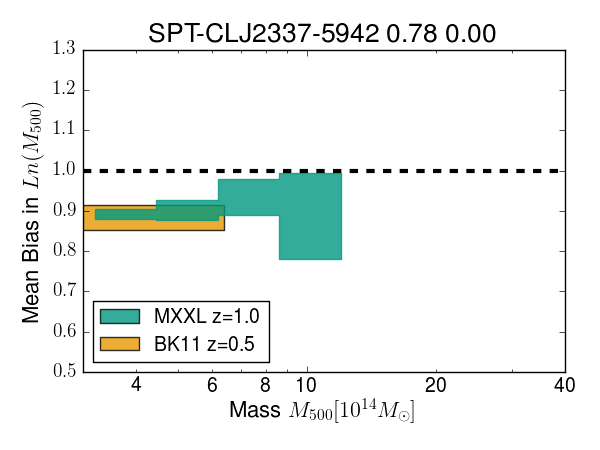 SPT-CLJ2337-5942 0.78 0.00
1.3
1.2
1.1
1.0
0.9
0.8
0.7
0.6
0.5
Mean Bias in Ln(M500)
MXXL z=1.0
BK11 z=0.5
4 6 8 10 20 40
Mass M500[10^14 M⊙]